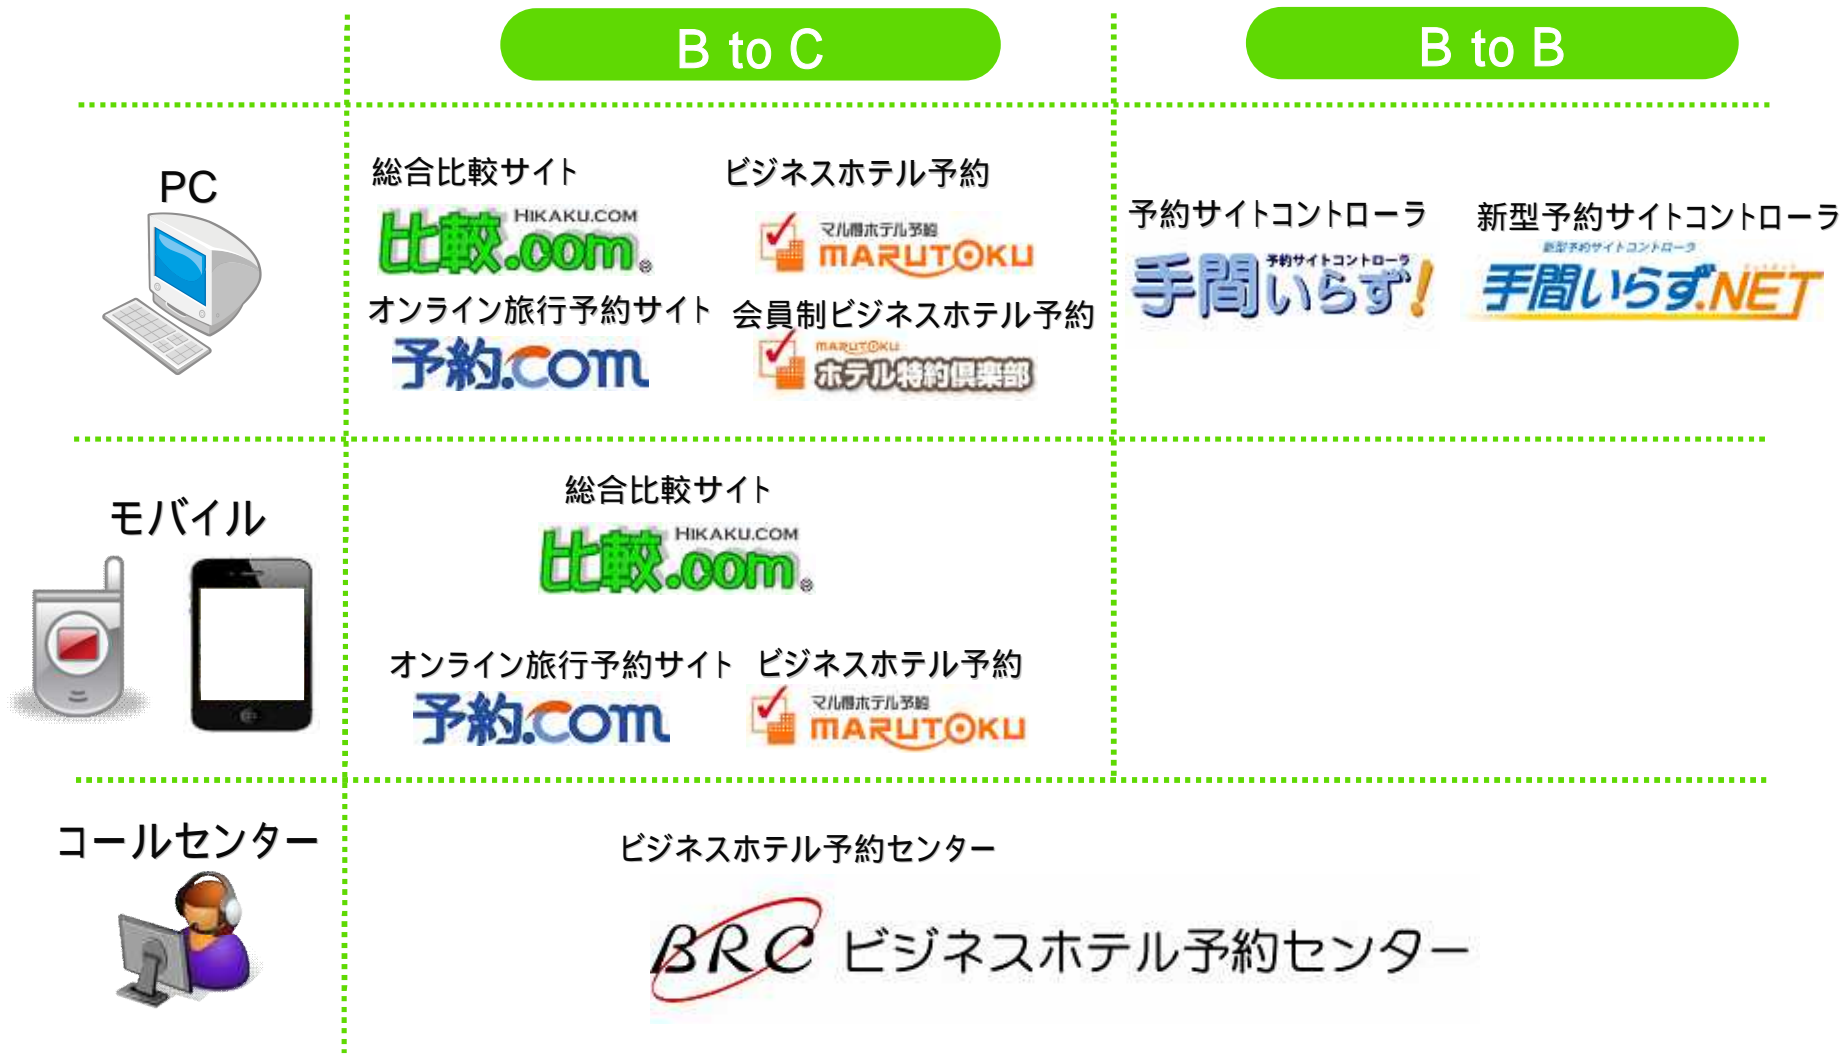 B to C
B to B
PC
総合比較サイト
比較.com
HIKAKU.COM
オンライン旅行予約サイト
予約.com
ビジネスホテル予約
マル得ホテル予約
MARUTOKU
会員制ビジネスホテル予約
MARUTOKU
ホテル特約倶楽部
予約サイトコントローラ
予約サイトコントローラ
手間いらず!
新型予約サイトコントローラ
新型予約サイトコントローラ
手間いらず.NET
モバイル
総合比較サイト
比較.com
HIKAKU.COM
オンライン旅行予約サイト
予約.com
ビジネスホテル予約
マル得ホテル予約
MARUTOKU
コールセンター
ビジネスホテル予約センター
BRC ビジネスホテル予約センター